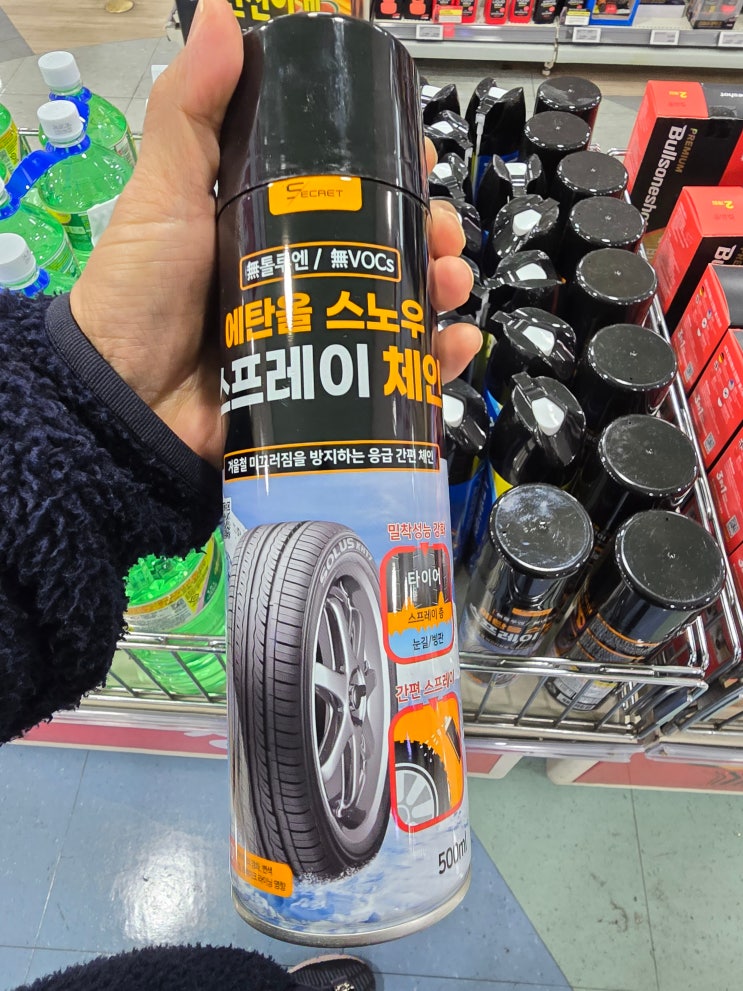 SECRET
無톨루엔 / 無VOCs
에탄올 스노우
스프레이 체인
겨울철 미끄러짐을 방지하는 응급 간편 체인
밀착성능 강화
타이어
스프레이 층
눈길/빙판
간편 스프레이
SOLUS
500ml
PREMIUM
Bullsoneshot